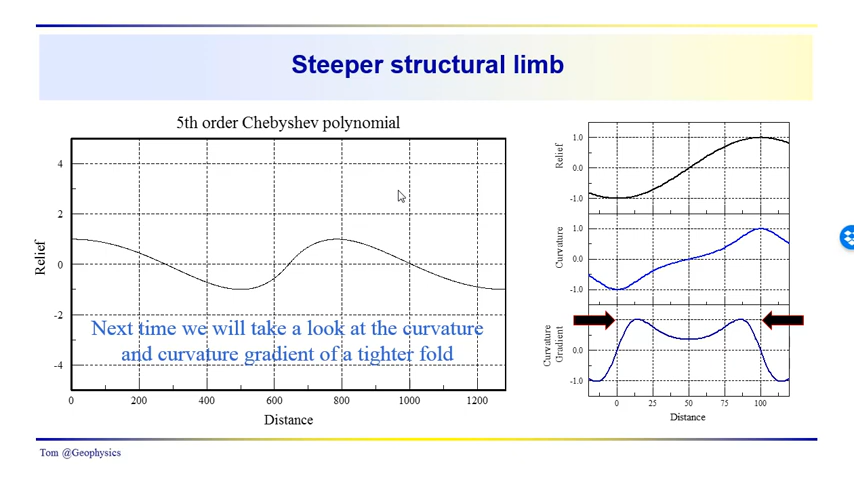 Steeper structural limb
5th order Chebyshev polynomial
4
2
0
-2
-4
Relief
0
200
400
600
800
1000
1200
Distance
Next time we will take a look at the curvature
and curvature gradient of a tighter fold
1.0
0.0
-1.0
Relief
1.0
0.0
-1.0
Curvature
0.0
-1.0
Curvature
Gradient
0
25
50
75
100
Distance
Tom @Geophysics